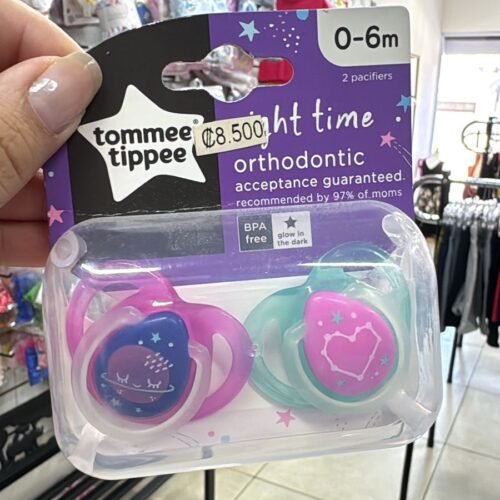 0-6m
2 pacifiers
tommee
tippee
₡8.500
ght time
orthodontic
acceptance guaranteed.
recommended by 97% of moms
BPA
free
glow in
the dark